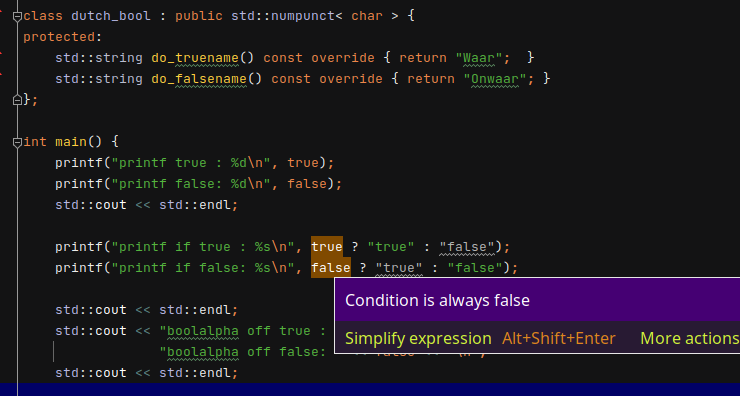 class dutch_bool : public std::numpunct< char > {
protected:
    std::string do_truename() const override { return "Waar";  }
    std::string do_falsename() const override { return "Onwaar"; }
};
int main() {
    printf("printf true : %d\n", true);
    printf("printf false: %d\n", false);
    std::cout << std::endl;
    printf("printf if true : %s\n", true ? "true" : "false");
    printf("printf if false: %s\n", false ? "true" : "false");
Condition is always false
    std::cout << std::endl;
    std::cout << "boolalpha off true :
Simplify expression Alt+Shift+Enter More actions
                 "boolalpha off false:
    std::cout << std::endl;